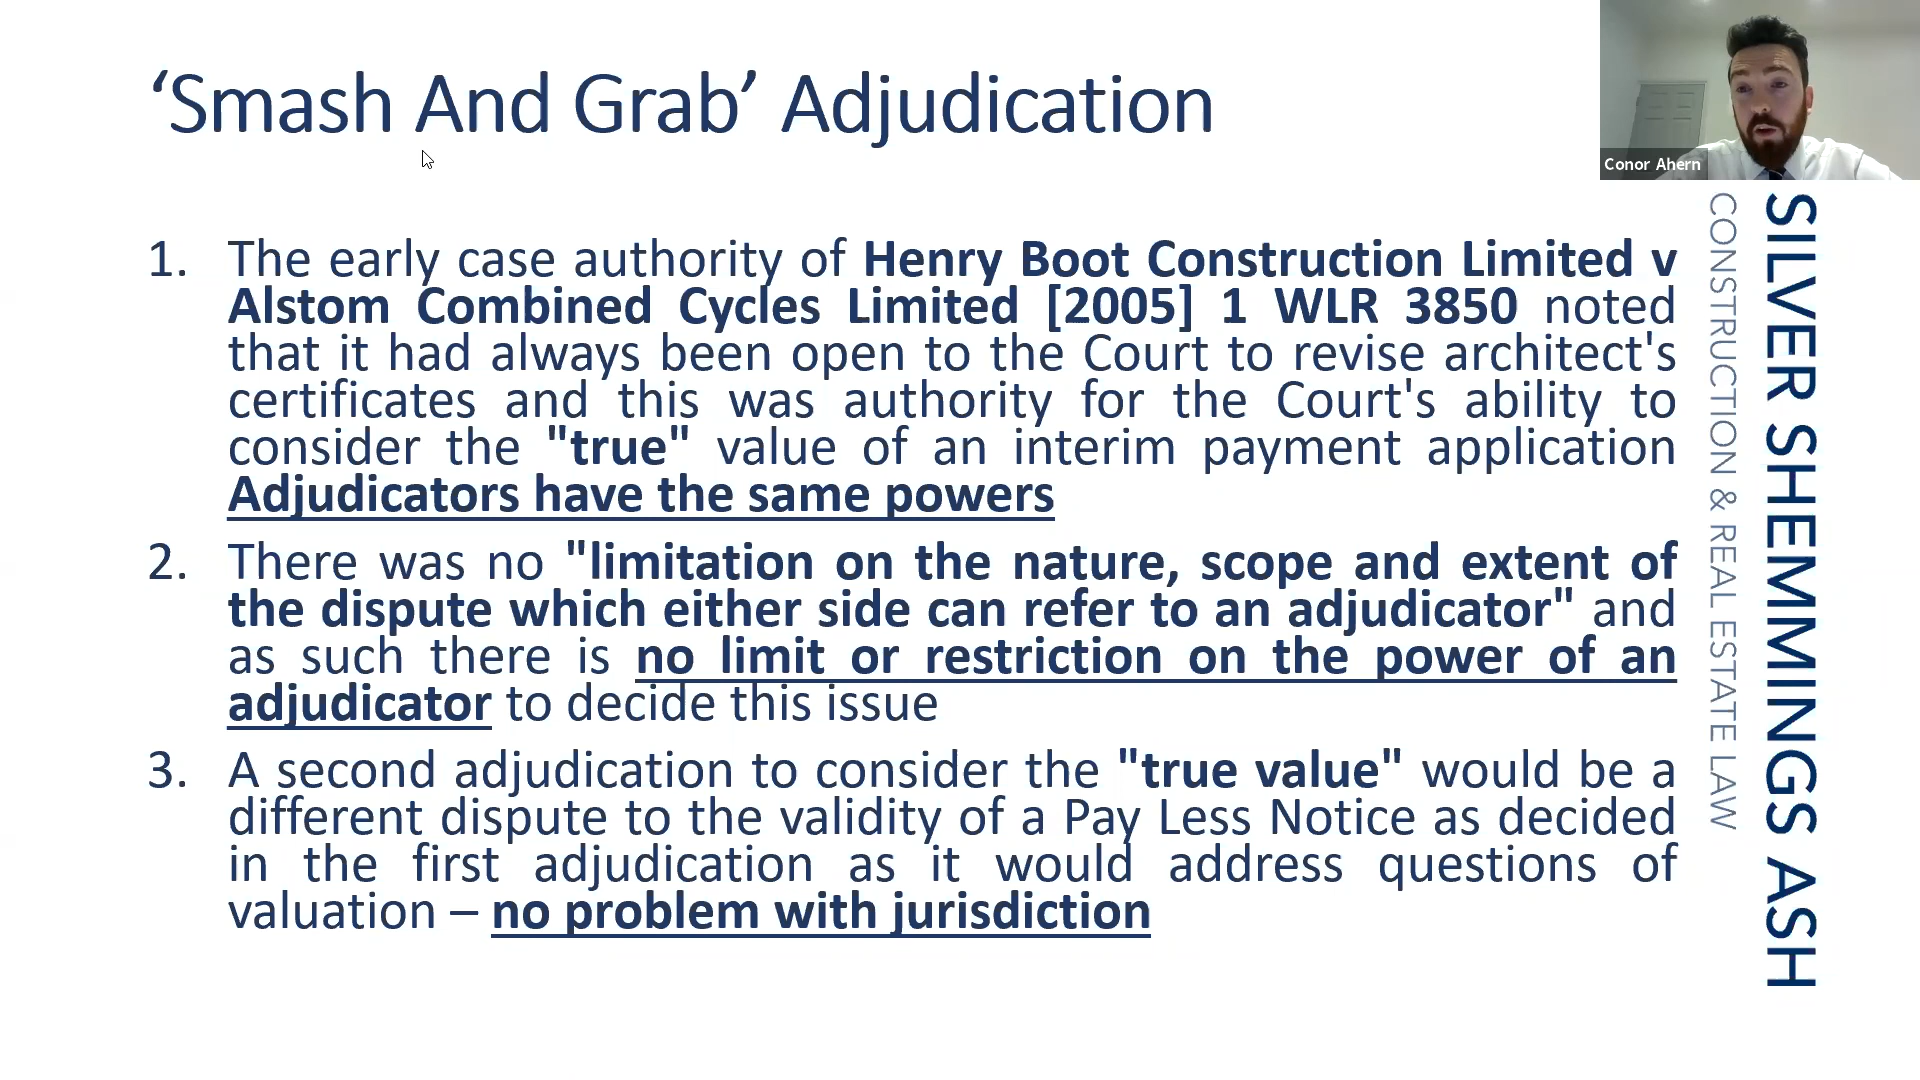 ‘Smash And Grab’ Adjudication
Conor Ahern
1. The early case authority of Henry Boot Construction Limited v
Alstom Combined Cycles Limited [2005] 1 WLR 3850 noted
that it had always been open to the Court to revise architect's
certificates and this was authority for the Court's ability to
consider the "true" value of an interim payment application
Adjudicators have the same powers
2. There was no "limitation on the nature, scope and extent of
the dispute which either side can refer to an adjudicator" and
as such there is no limit or restriction on the power of an
adjudicator to decide this issue
3. A second adjudication to consider the "true value" would be a
different dispute to the validity of a Pay Less Notice as decided
in the first adjudication as it would address questions of
valuation – no problem with jurisdiction
SILVER SHEMMINGS ASH
CONSTRUCTION & REAL ESTATE LAW